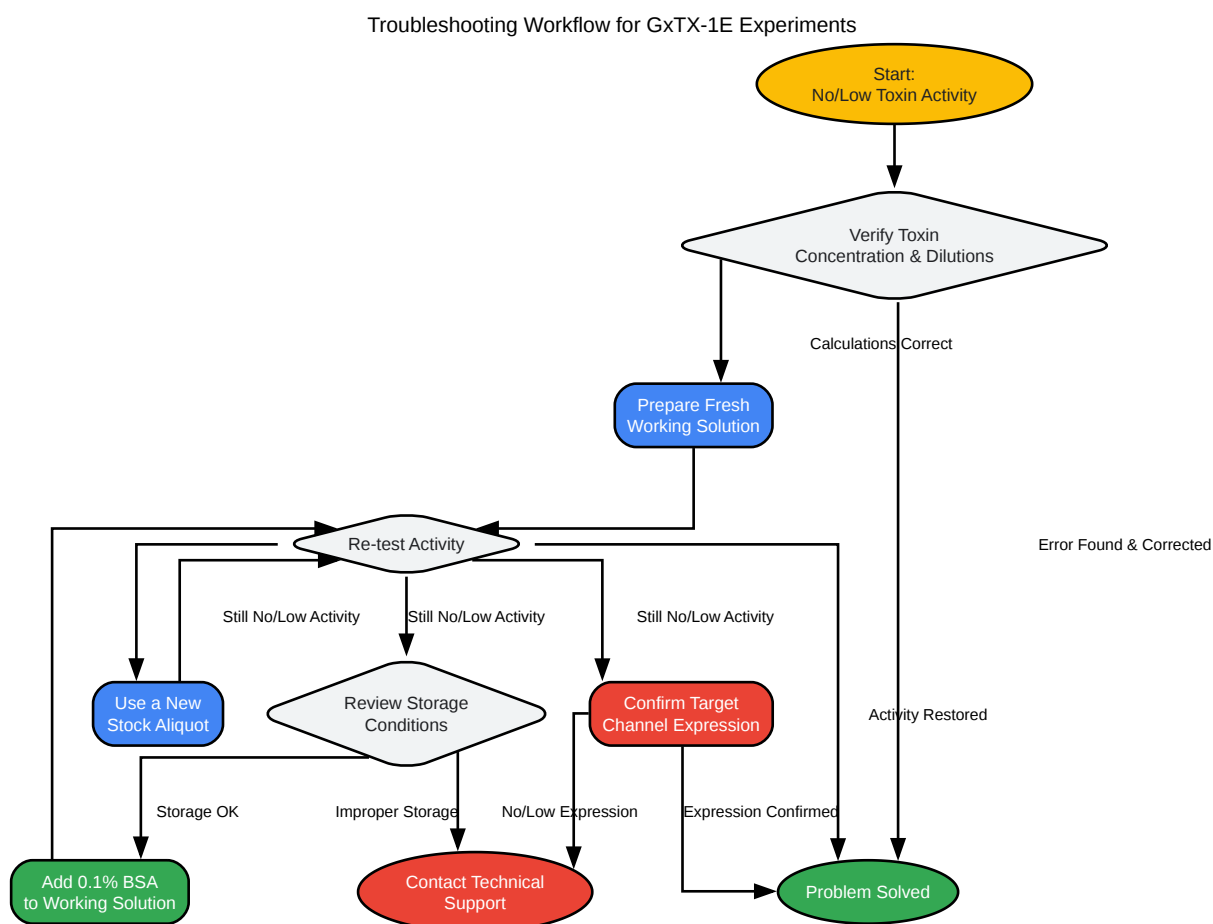 Troubleshooting Workflow for GxTX-1E Experiments
Start:
No/Low Toxin Activity
Verify Toxin
Concentration & Dilutions
Calculations Correct
Prepare Fresh
Working Solution
Re-test Activity
Error Found & Corrected
Still No/Low Activity
Still No/Low Activity
Still No/Low Activity
Use a New
Stock Aliquot
Review Storage
Conditions
Confirm Target
Channel Expression
Activity Restored
Storage OK
Improper Storage
No/Low Expression
Expression Confirmed
Add 0.1% BSA
to Working Solution
Contact Technical
Support
Problem Solved